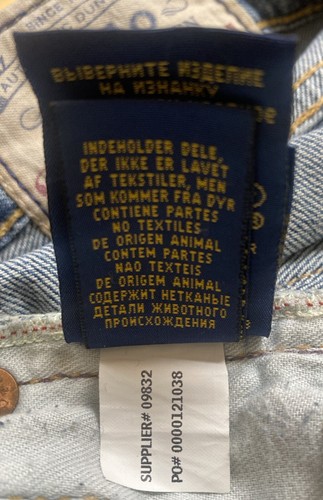 ВЫВЕРНИТЕ ИЗДЕЛИЕ
НА ИЗНАНКУ
INDEHOLDER DELE,
DER IKKE ER LAVET
AF TEKSTILER, MEN
SOM KOMMER FRA DYR
CONTIENE PARTES
NO TEXTILES
DE ORIGEN ANIMAL
CONTEM PARTES
NAO TEXTEIS
DE ORIGEM ANIMAL
СОДЕРЖИТ НЕТКАНЫЕ
ДЕТАЛИ ЖИВОТНОГО
ПРОИСХОЖДЕНИЯ
SUPPLIER# 09832
PO# 0000121038